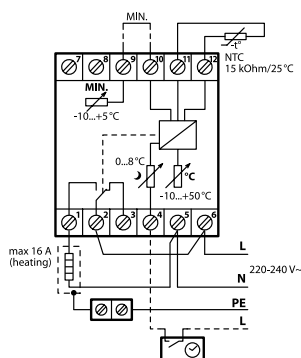 MIN.
-t°
NTC
15 kOhm/25°C
7 8 9 10 11 12
MIN.
-10...+5°C
0...8°C
°C
-10...+50°C
1 2 3 4 5 6
max 16 A
(heating)
L
220-240 V~
N
PE
L